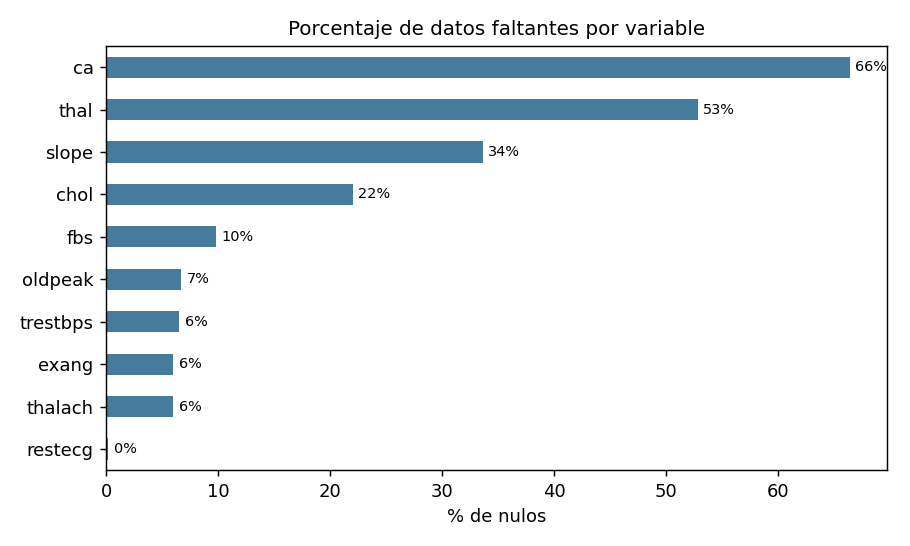 Porcentaje de datos faltantes por variable
ca 66%
thal 53%
slope 34%
chol 22%
fbs 10%
oldpeak 7%
trestbps 6%
exang 6%
thalach 6%
restecg 0%
0 10 20 30 40 50 60
% de nulos